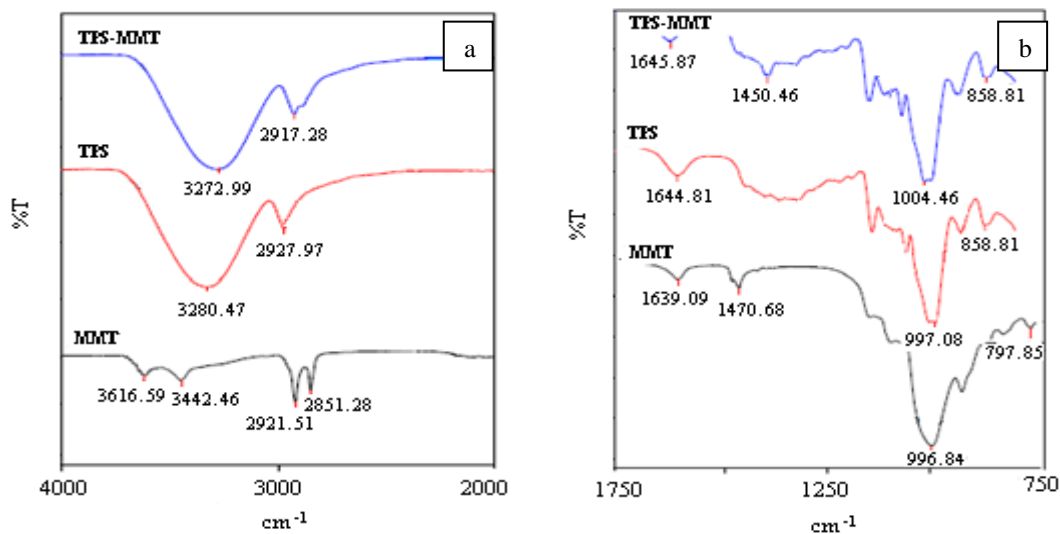 a
TPS-MMT
2917.28
3272.99
TPS
2927.97
3280.47
MMT
3616.59
3442.46
2921.51
2851.28
%T
4000
3000
2000
cm-1
b
TPS-MMT
1645.87
1450.46
858.81
1004.46
TPS
1644.81
858.81
997.08
MMT
1639.09
1470.68
797.85
996.84
%T
1750
1250
750
cm-1